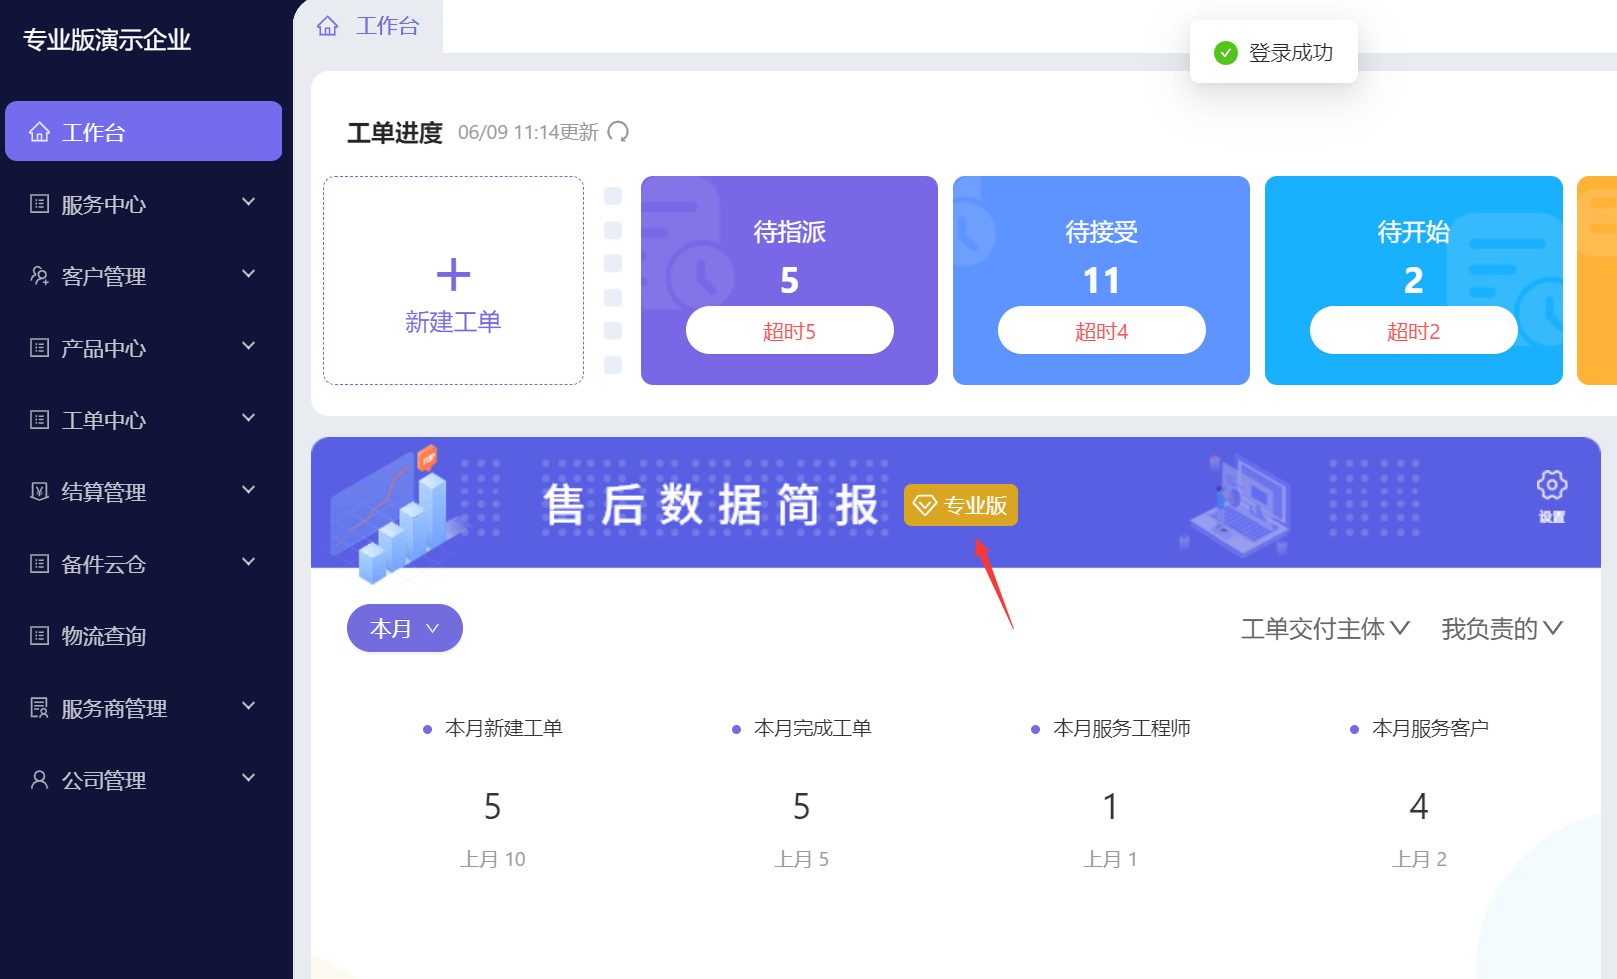 专业版演示企业
工作台
服务中心
客户管理
产品中心
工单中心
结算管理
备件云仓
物流查询
服务商管理
公司管理
工作台
登录成功
工单进度 06/09 11:14更新
新建工单
待指派
5
超时5
待接受
11
超时4
待开始
2
超时2
TOP
售后数据简报
专业版
设置
本月
工单交付主体 我负责的
本月新建工单
5
上月 10
本月完成工单
5
上月 5
本月服务工程师
1
上月 1
本月服务客户
4
上月 2